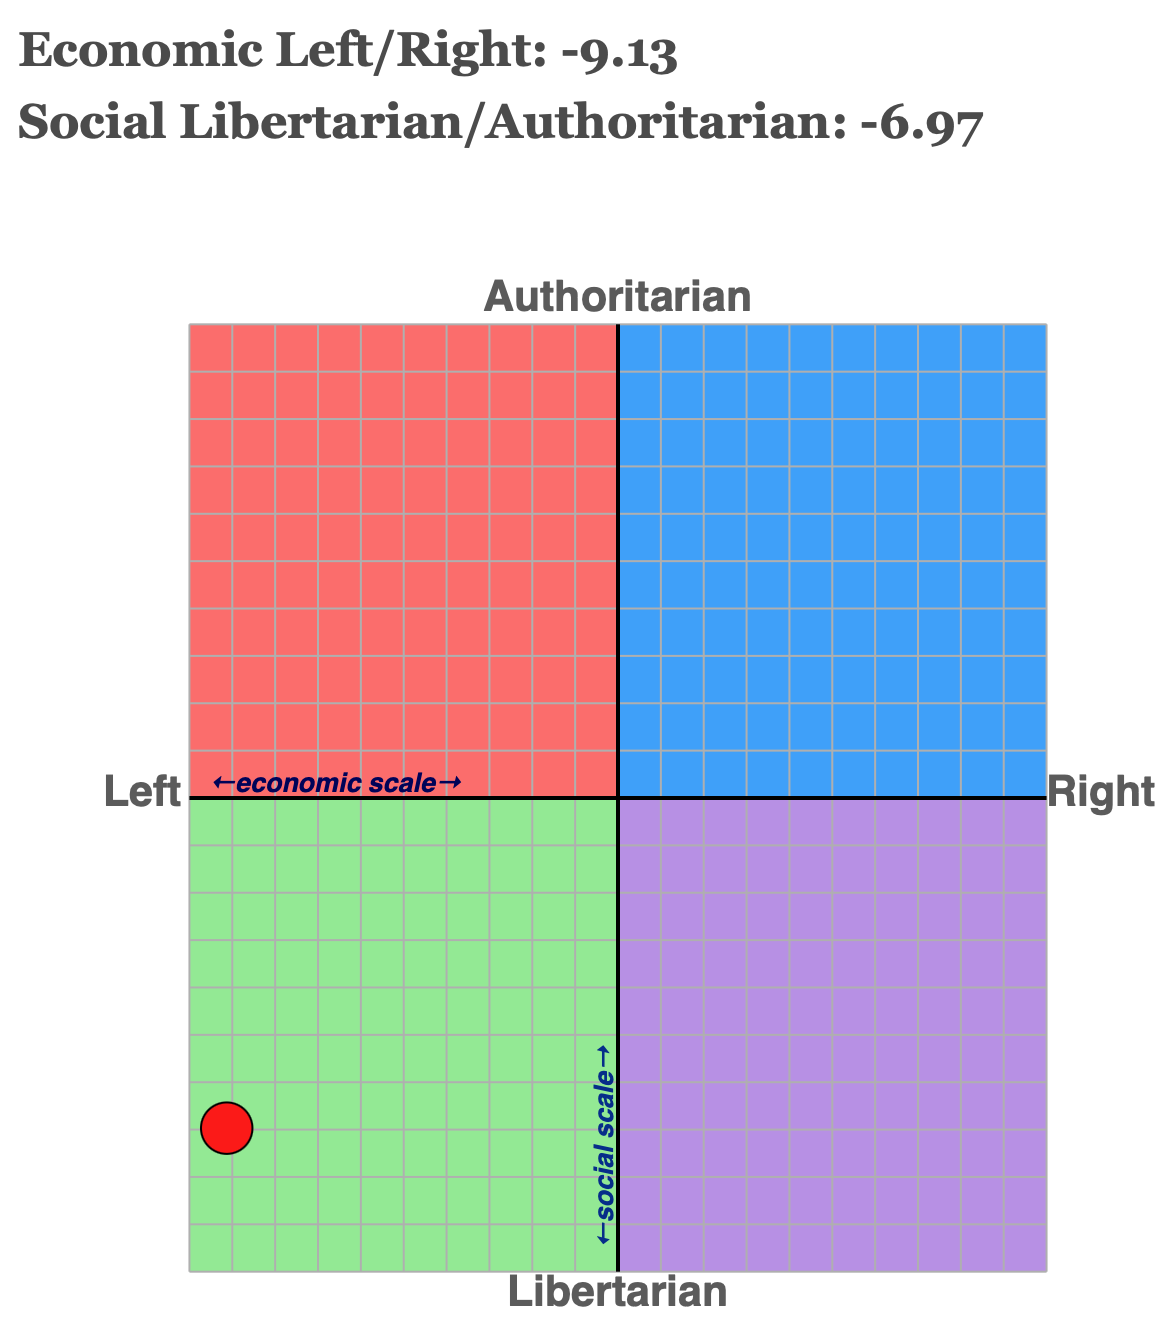 Economic Left/Right: -9.13
Social Libertarian/Authoritarian: -6.97
Authoritarian
←economic scale→
Left
Right
←social scale→
Libertarian